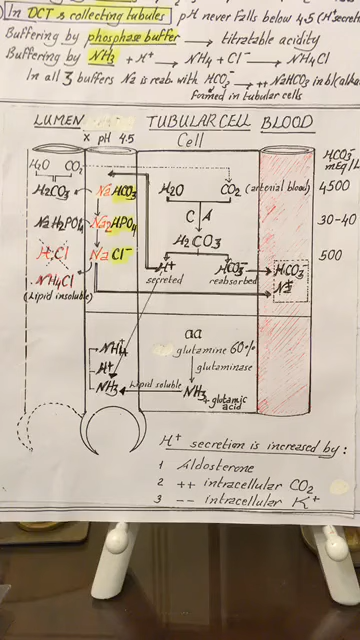 In DCT & collecting tubules pH never Falls below 4.5
Buffering by phosphate buffer → titratable acidity
Buffering by NH3 + H+ → NH4 + Cl- → NH4Cl
In all 3 buffers Na is reab. with HCO3 → ++ NaHCO3 in bl
formed in tubular cells
LUMEN TUBULAR CELL BLOOD
x pH 4.5 Cell
HCO3
mEq/L
H2O CO2
H2CO3 NaHCO3 H2O CO2 (arterial blood) 4500
NaH2PO4 Na2HPO4 C A 30-40
H2CO3
HCl NaCl- 500
H+ HCO3- HCO3-
secreted reabsorbed
NH4Cl Na+
(Lipid insoluble)
aa
NH4 glutamine 60%
H+ glutaminase
NH3 Lipid soluble NH3
+ glutamic
acid
H+ secretion is increased by:
1 Aldosterone
2 ++ intracellular CO2
3 -- intracellular K+